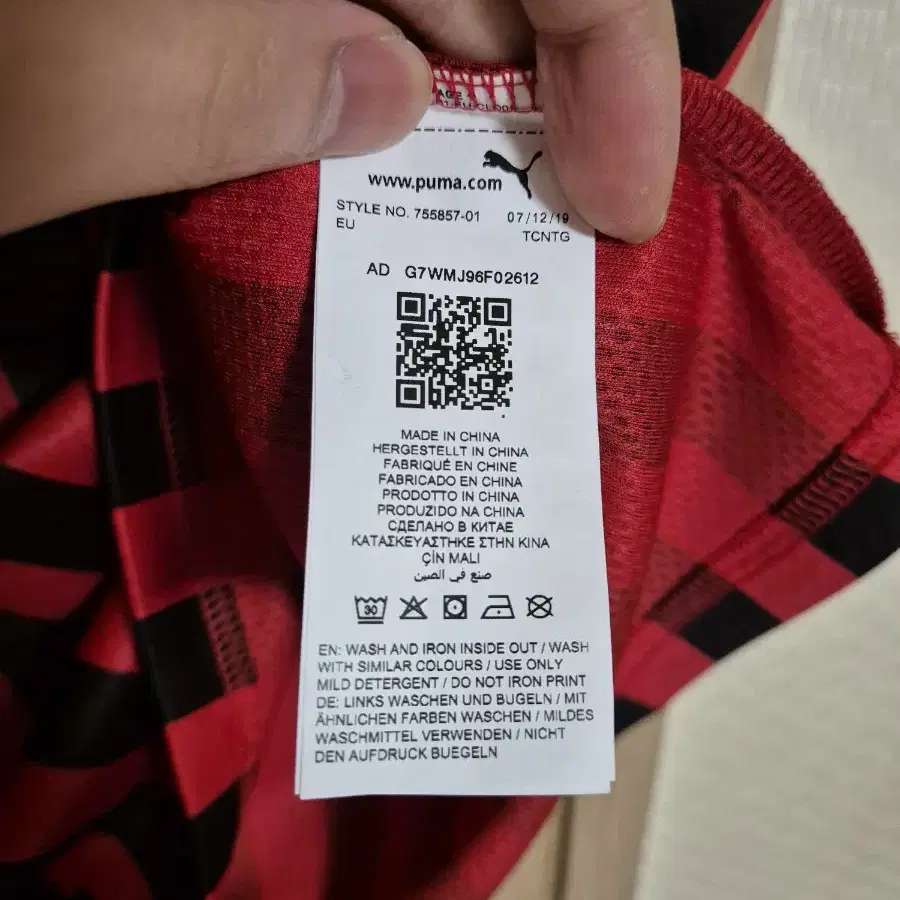 www.puma.com
STYLE NO. 755857-01 07/12/19
EU TCNTG
AD G7WMJ96F02612
MADE IN CHINA
HERGESTELLT IN CHINA
FABRIQUÉ EN CHINE
FABRICADO EN CHINA
PRODOTTO IN CHINA
PRODUZIDO NA CHINA
СДЕЛАНО В КИТАЕ
ΚΑΤΑΣΚΕΥΑΣΤΗΚΕ ΣΤΗΝ ΚΙΝΑ
ÇİN MALI
صنع في الصين
30
EN: WASH AND IRON INSIDE OUT / WASH
WITH SIMILAR COLOURS / USE ONLY
MILD DETERGENT / DO NOT IRON PRINT
DE: LINKS WASCHEN UND BUGELN / MIT
ÄHNLICHEN FARBEN WASCHEN / MILDES
WASCHMITTEL VERWENDEN / NICHT
DEN AUFDRUCK BUEGELN